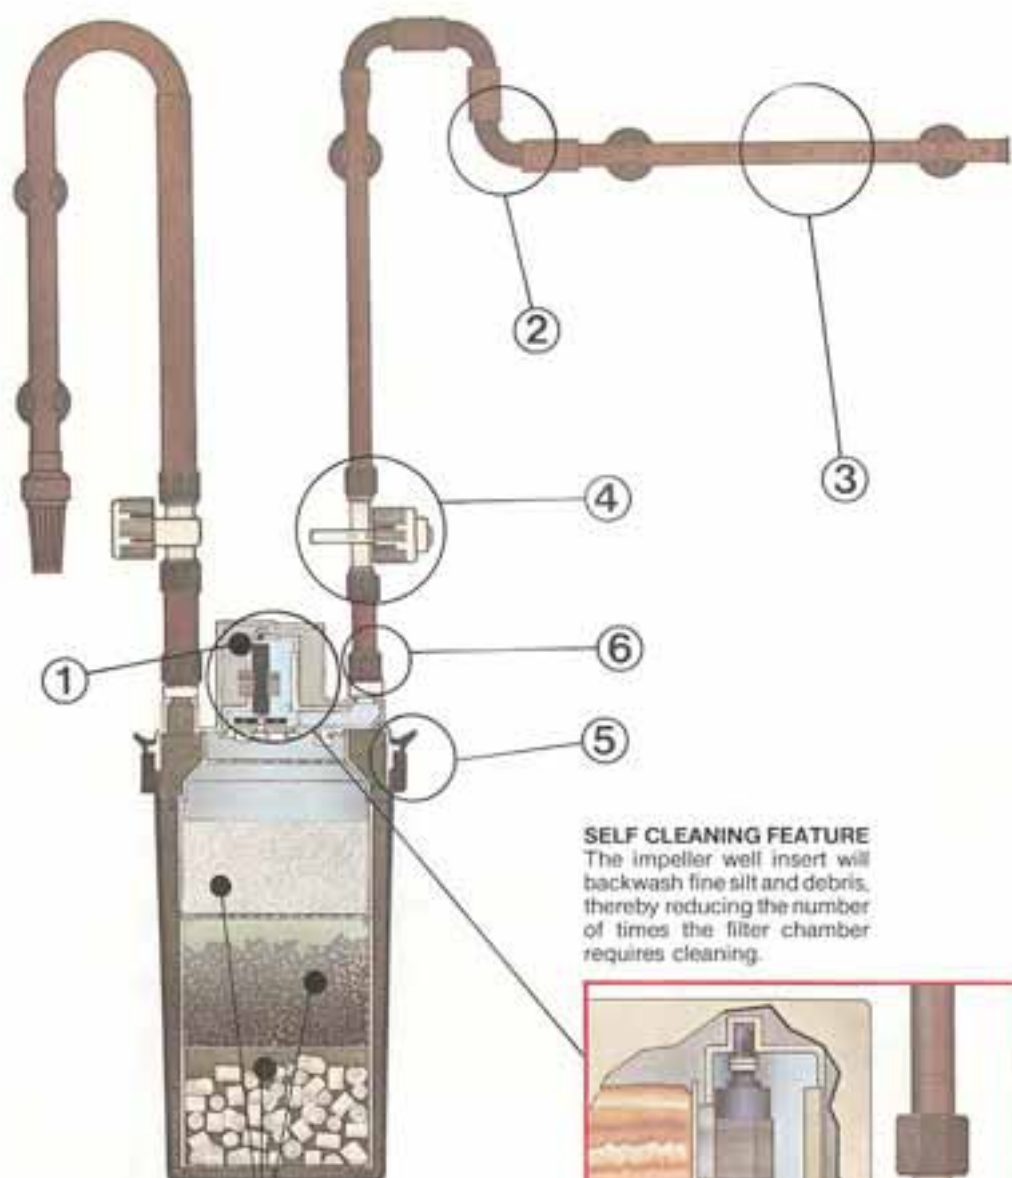 2
3
4
1
6
5
SELF CLEANING FEATURE
The impeller well insert will
backwash fine silt and debris,
thereby reducing the number
of times the filter chamber
requires cleaning.